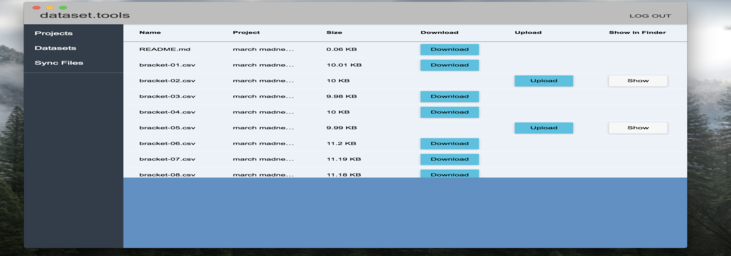 dataset.tools LOG OUT
Projects
Datasets
Sync Files
Name Project Size Download Upload Show in Finder
README.md march madne... 0.06 KB Download
bracket-01.csv march madne... 10.01 KB Download
bracket-02.csv march madne... 10 KB Upload Show
bracket-03.csv march madne... 9.98 KB Download
bracket-04.csv march madne... 10 KB Download
bracket-05.csv march madne... 9.99 KB Upload Show
bracket-06.csv march madne... 11.2 KB Download
bracket-07.csv march madne... 11.19 KB Download
bracket-08.csv march madne... 11.18 KB Download